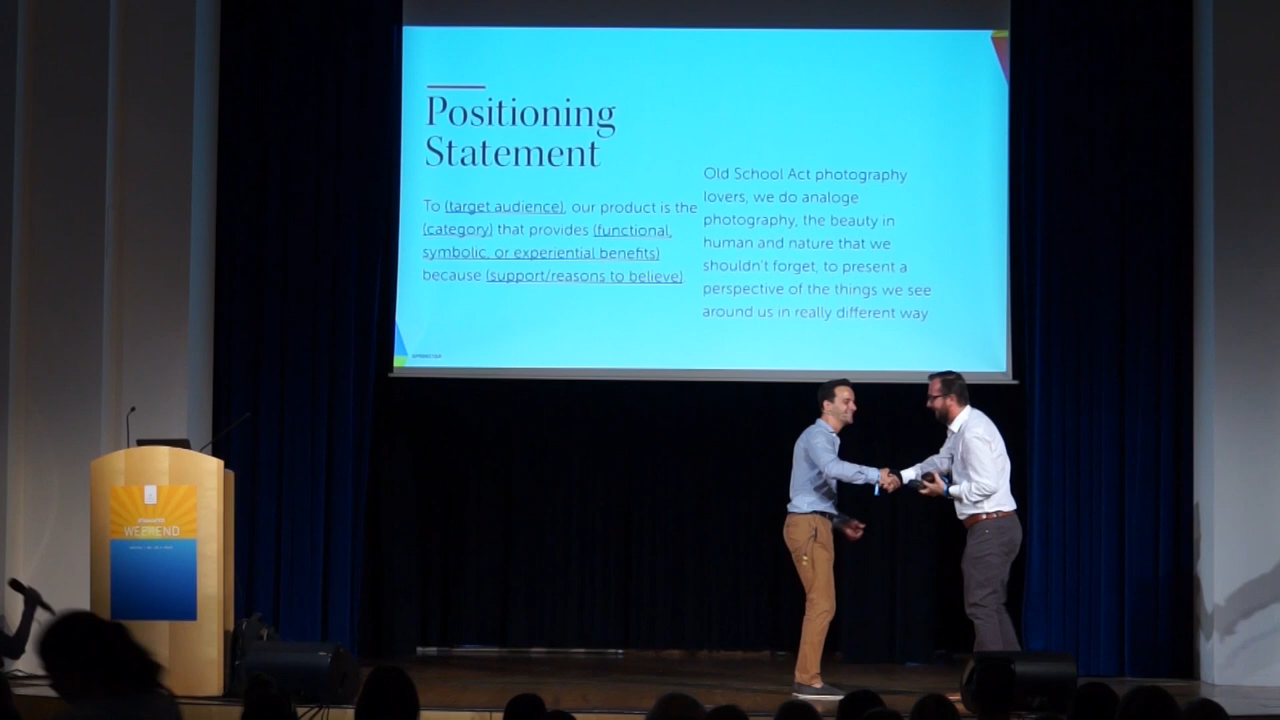 Positioning
Statement
To (target audience), our product is the
(category) that provides (functional,
symbolic, or experiential benefits)
because (support/reasons to believe).
Old School Act photography
lovers, we do analoge
photography, the beauty in
human and nature that we
shouldn't forget, to present a
perspective of the things we see
around us in really different way
WEEKEND